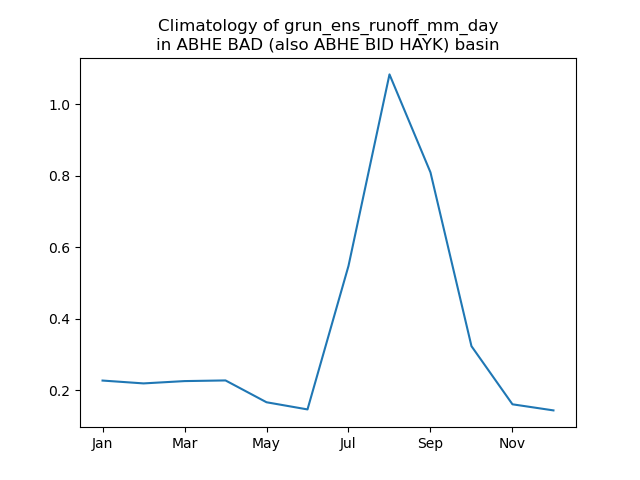 Climatology of grun_ens_runoff_mm_day
in ABHE BAD (also ABHE BID HAYK) basin
1.0
0.8
0.6
0.4
0.2
Jan Mar May Jul Sep Nov